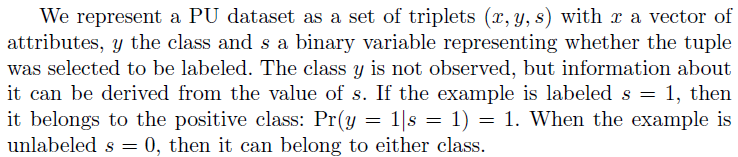 We represent a PU dataset as a set of triplets (x, y, s) with x a vector of
attributes, y the class and s a binary variable representing whether the tuple
was selected to be labeled. The class y is not observed, but information about
it can be derived from the value of s. If the example is labeled s = 1, then
it belongs to the positive class: Pr(y = 1|s = 1) = 1. When the example is
unlabeled s = 0, then it can belong to either class.